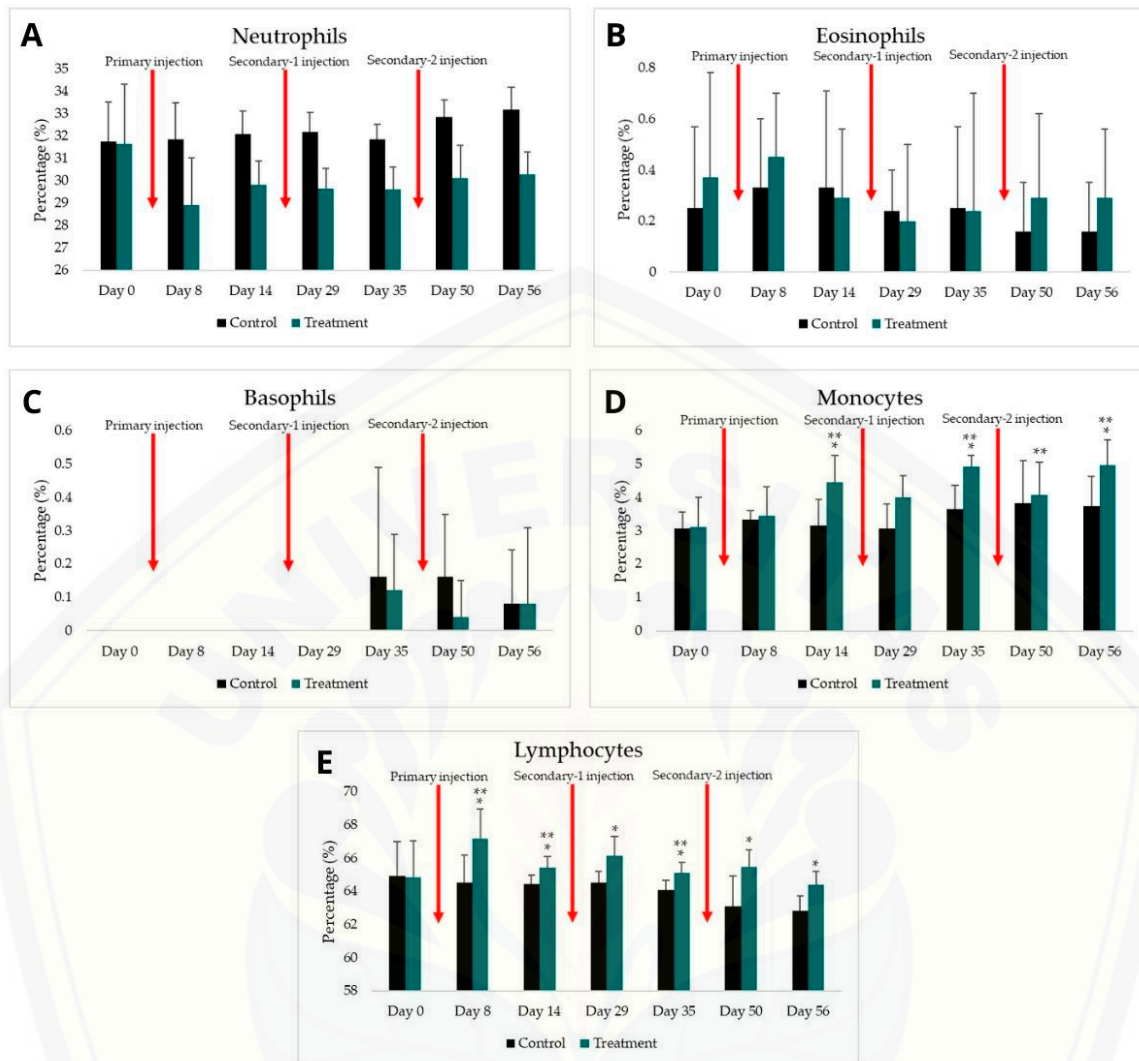 A
Neutrophils
Primary injection Secondary-1 injection Secondary-2 injection
Percentage (%)
35
34
33
32
31
30
29
28
27
26
Day 0 Day 8 Day 14 Day 29 Day 35 Day 50 Day 56
Control Treatment
B
Eosinophils
Primary injection Secondary-1 injection Secondary-2 injection
Percentage (%)
0.8
0.6
0.4
0.2
0
Day 0 Day 8 Day 14 Day 29 Day 35 Day 50 Day 56
Control Treatment
C
Basophils
Primary injection Secondary-1 injection Secondary-2 injection
Percentage (%)
0.6
0.5
0.4
0.3
0.2
0.1
0
Day 0 Day 8 Day 14 Day 29 Day 35 Day 50 Day 56
Control Treatment
D
Monocytes
Primary injection Secondary-1 injection Secondary-2 injection
Percentage (%)
6
5
4
3
2
1
0
** ** ** **
* * *
Day 0 Day 8 Day 14 Day 29 Day 35 Day 50 Day 56
Control Treatment
E
Lymphocytes
Primary injection Secondary-1 injection Secondary-2 injection
Percentage (%)
70
68
66
64
62
60
58
** ** * ** * *
* * *
Day 0 Day 8 Day 14 Day 29 Day 35 Day 50 Day 56
Control Treatment
UNIVERSITAS